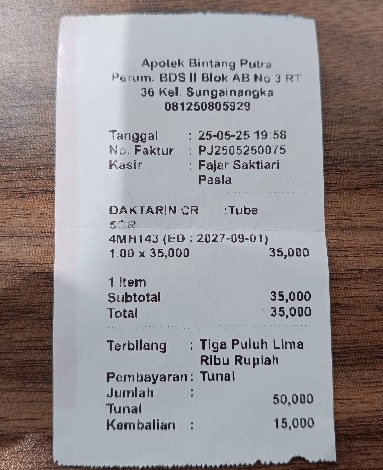 Apotek Bintang Putra
Perum. BDS II Blok AB No 3 RT
36 Kel. Sungainangka
081250805929
Tanggal : 25-05-25 19:58
No. Faktur : PJ2505250075
Kasir : Fajar Saktiari
Pasla
DAKTARIN CR :Tube
5GR
4MH143 (ED : 2027-09-01)
1.00 x 35,000 35,000
1 Item
Subtotal 35,000
Total 35,000
Terbilang : Tiga Puluh Lima
Ribu Rupiah
Pembayaran : Tunai
Jumlah :
Tunai 50,000
Kembalian : 15,000